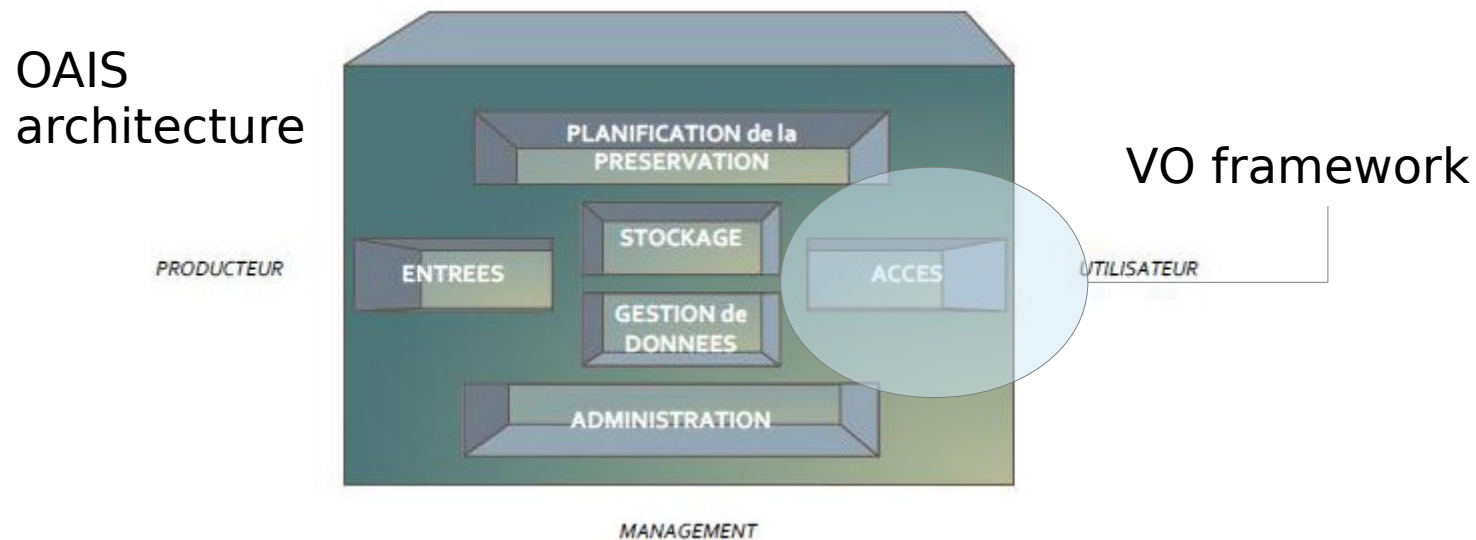 OAIS
architecture
PLANIFICATION de la
PRESERVATION
VO framework
STOCKAGE
PRODUCTEUR
ENTREES
ACCES
UTILISATEUR
GESTION de
DONNEES
ADMINISTRATION
MANAGEMENT